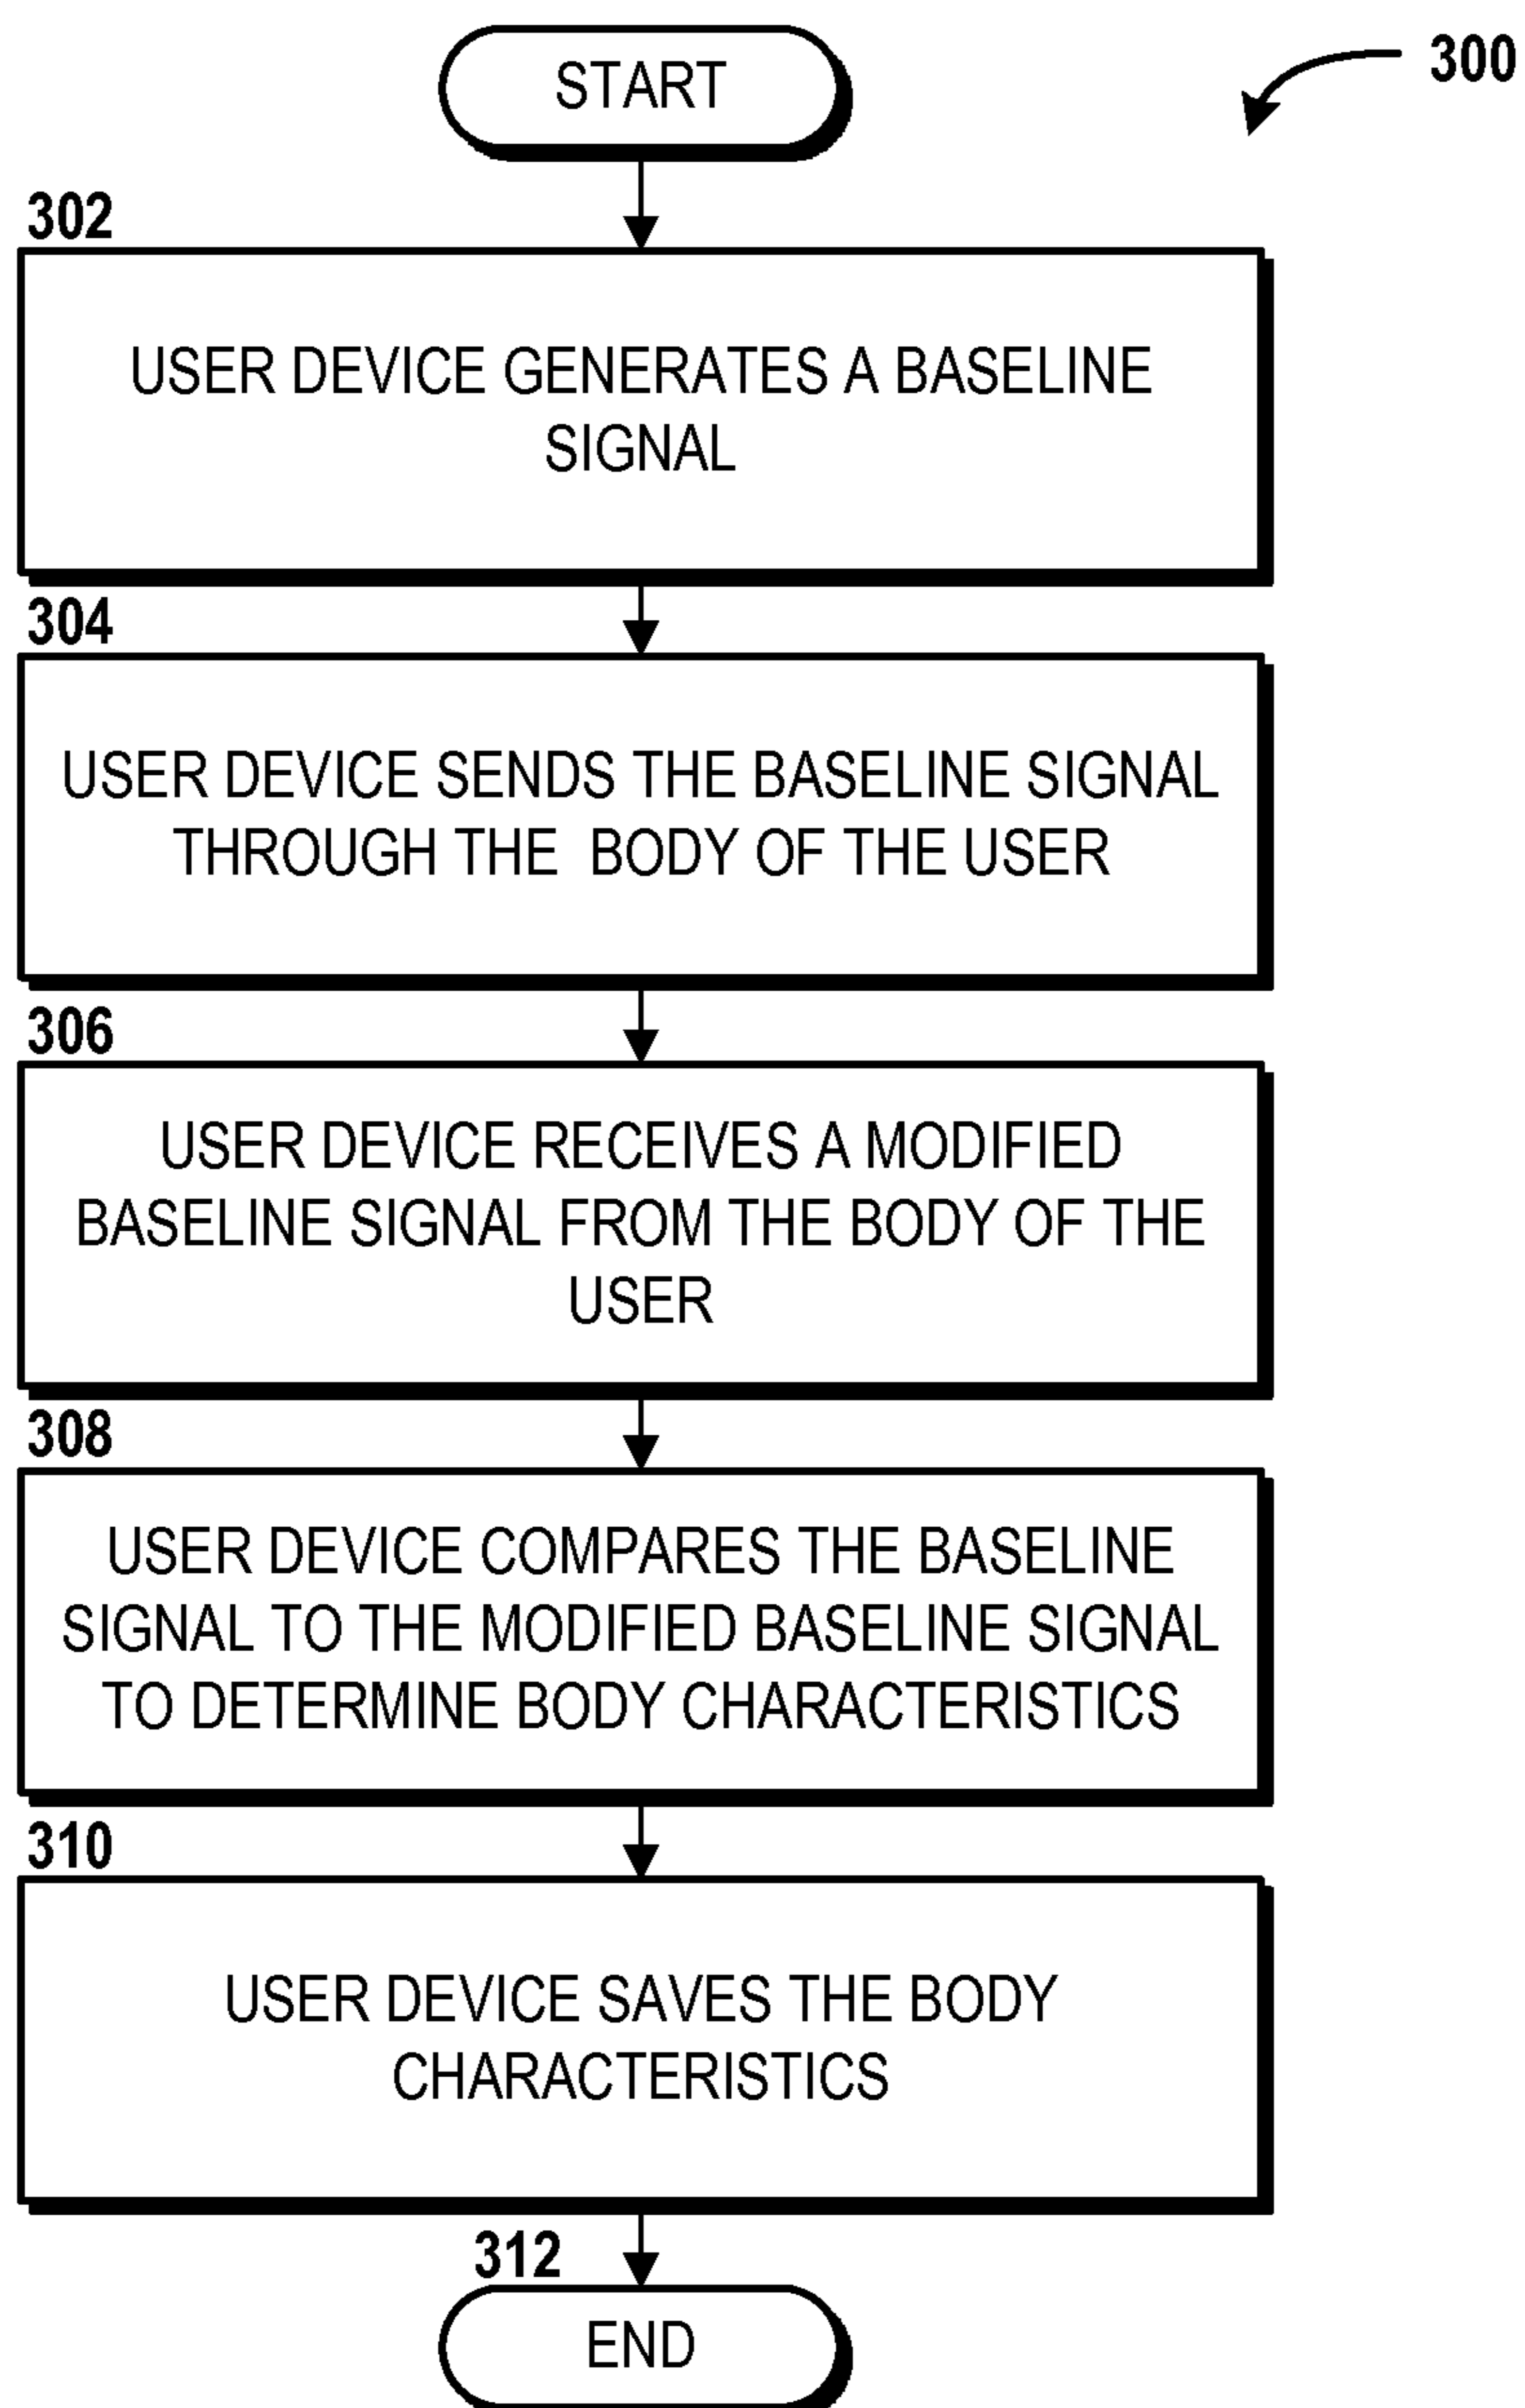 START
300
302
USER DEVICE GENERATES A BASELINE
SIGNAL
304
USER DEVICE SENDS THE BASELINE SIGNAL
THROUGH THE BODY OF THE USER
306
USER DEVICE RECEIVES A MODIFIED
BASELINE SIGNAL FROM THE BODY OF THE
USER
308
USER DEVICE COMPARES THE BASELINE
SIGNAL TO THE MODIFIED BASELINE SIGNAL
TO DETERMINE BODY CHARACTERISTICS
310
USER DEVICE SAVES THE BODY
CHARACTERISTICS
312
END